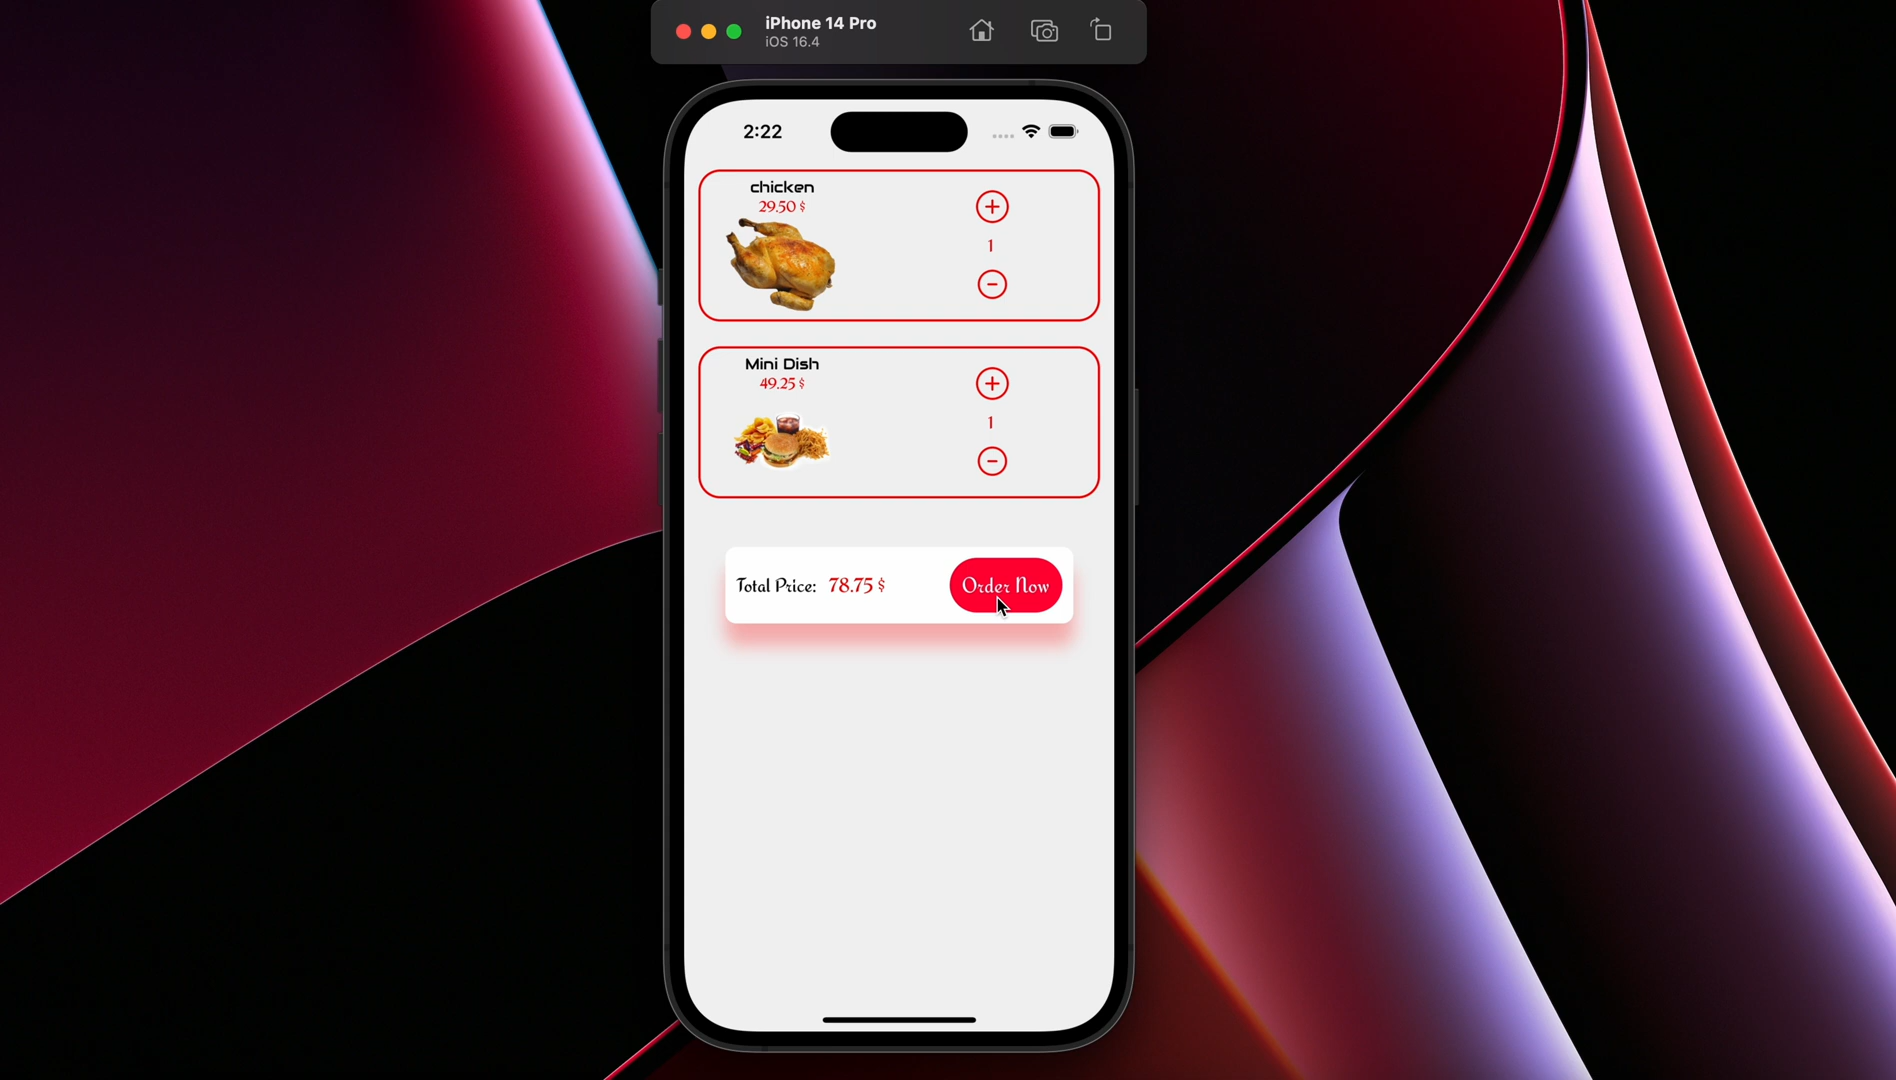 iPhone 14 Pro
iOS 16.4
2:22
chicken
29.50 $
1
Mini Dish
49.25 $
1
Total Price: 78.75 $
Order Now